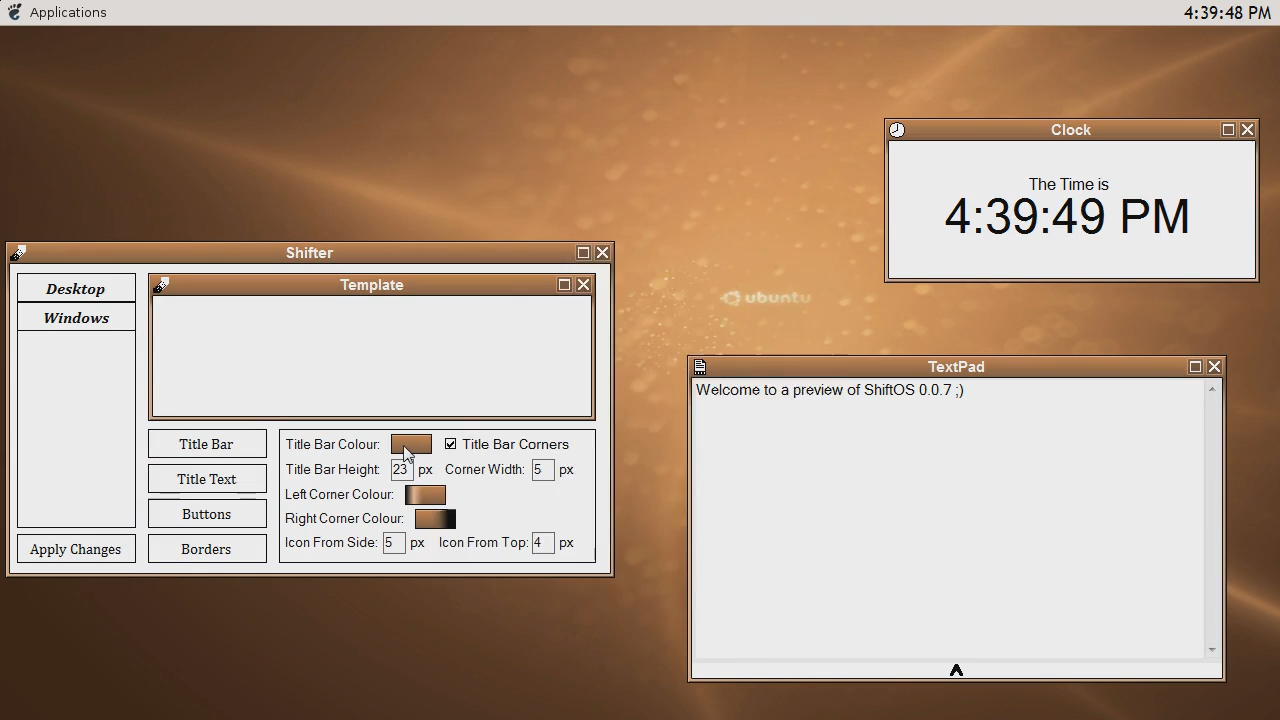 Applications
4:39:48 PM
Clock
The Time is
4:39:49 PM
Shifter
Desktop
Windows
Apply Changes
Template
Title Bar
Title Text
Buttons
Borders
Title Bar Colour:
Title Bar Corners
Title Bar Height: 23 px
Corner Width: 5 px
Left Corner Colour:
Right Corner Colour:
Icon From Side: 5 px
Icon From Top: 4 px
ubuntu
TextPad
Welcome to a preview of ShiftOS 0.0.7 ;)